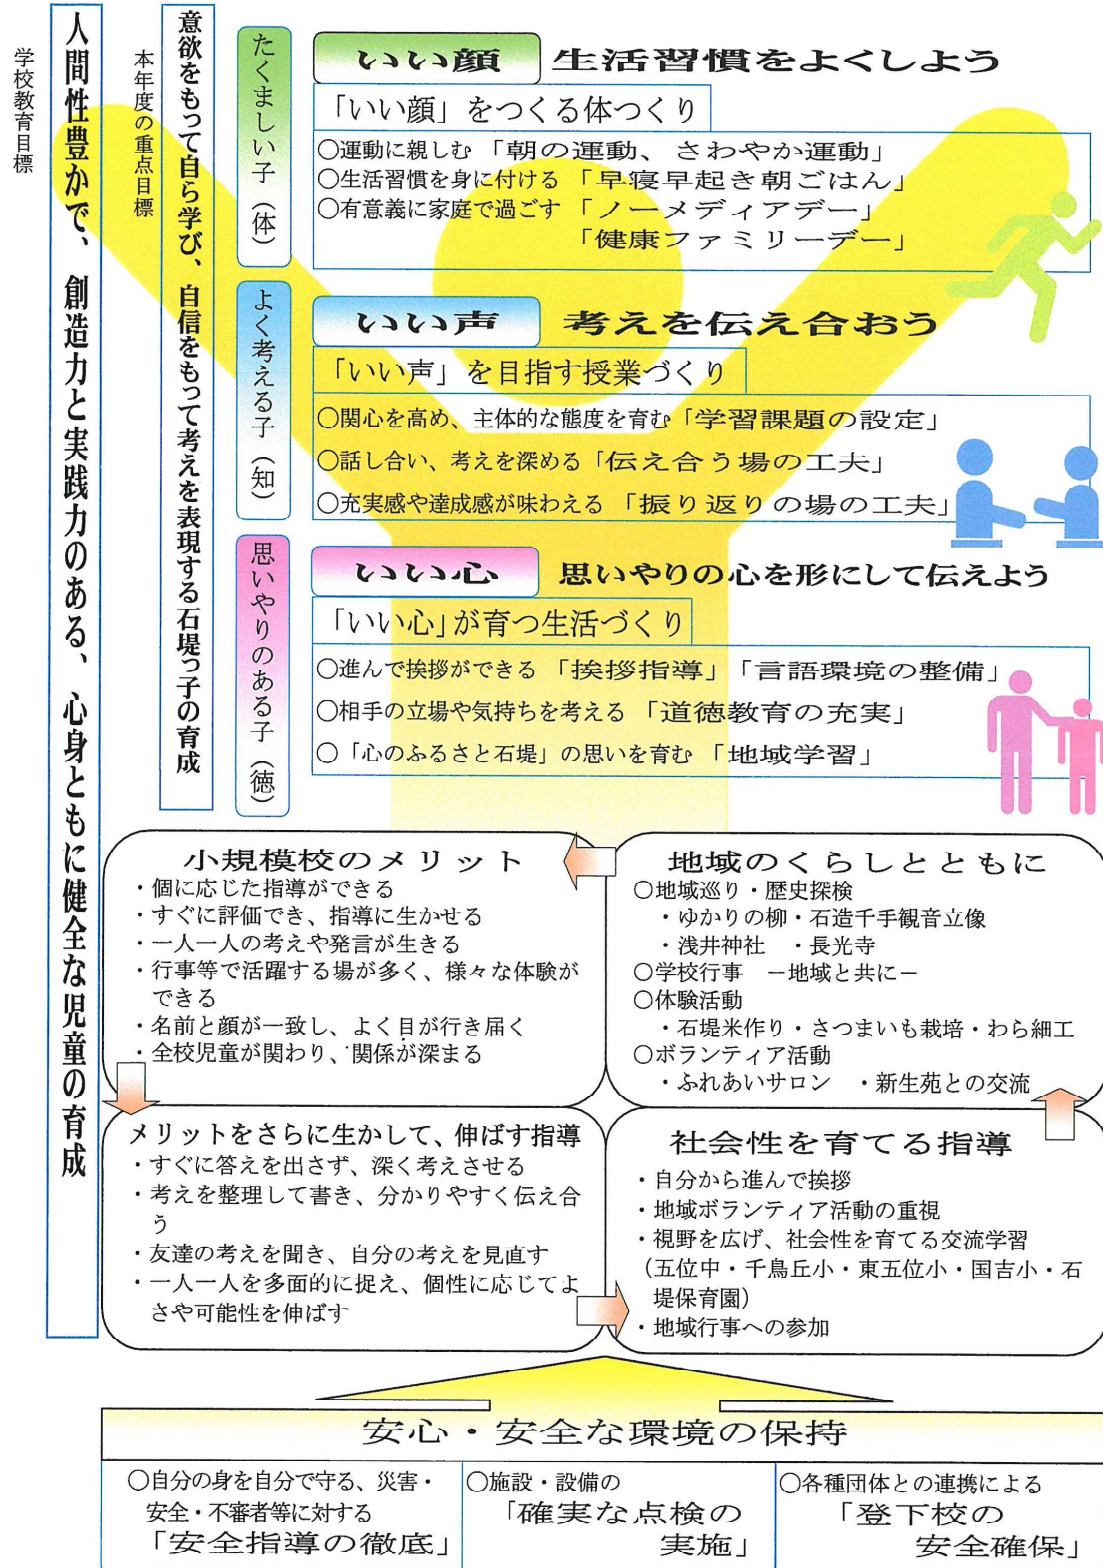 学校教育目標
人間性豊かで、創造力と実践力のある、心身ともに健全な児童の育成
本年度の重点目標
意欲をもって自ら学び、自信をもって考えを表現する石堤っ子の育成
たくましい子（体）
いい顔 生活習慣をよくしよう
「いい顔」をつくる体つくり
○運動に親しむ「朝の運動、さわやか運動」
○生活習慣を身に付ける「早寝早起き朝ごはん」
○有意義に家庭で過ごす「ノーメディアデー」
「健康ファミリーデー」
よく考える子（知）
いい声 考えを伝え合おう
「いい声」を目指す授業づくり
○関心を高め、主体的な態度を育む「学習課題の設定」
○話し合い、考えを深める「伝え合う場の工夫」
○充実感や達成感が味わえる「振り返りの場の工夫」
思いやりのある子（徳）
いい心 思いやりの心を形にして伝えよう
「いい心」が育つ生活づくり
○進んで挨拶ができる「挨拶指導」「言語環境の整備」
○相手の立場や気持ちを考える「道徳教育の充実」
○「心のふるさと石堤」の思いを育む「地域学習」
小規模校のメリット
・個に応じた指導ができる
・すぐに評価でき、指導に生かせる
・一人一人の考えや発言が生きる
・行事等で活躍する場が多く、様々な体験が
できる
・名前と顔が一致し、よく目が行き届く
・全校児童が関わり、関係が深まる
地域のくらしとともに
○地域巡り・歴史探検
・ゆかりの柳・石造千手観音立像
・浅井神社 ・長光寺
○学校行事 －地域と共に－
○体験活動
・石堤米作り・さつまいも栽培・わら細工
○ボランティア活動
・ふれあいサロン ・新生苑との交流
メリットをさらに生かして、伸ばす指導
・すぐに答えを出さず、深く考えさせる
・考えを整理して書き、分かりやすく伝え合
う
・友達の考えを聞き、自分の考えを見直す
・一人一人を多面的に捉え、個性に応じてよ
さや可能性を伸ばす
社会性を育てる指導
・自分から進んで挨拶
・地域ボランティア活動の重視
・視野を広げ、社会性を育てる交流学習
（五位中・千鳥丘小・東五位小・国吉小・石
堤保育園）
・地域行事への参加
安心・安全な環境の保持
○自分の身を自分で守る、災害・
安全・不審者等に対する
「安全指導の徹底」
○施設・設備の
「確実な点検の
実施」
○各種団体との連携による
「登下校の
安全確保」